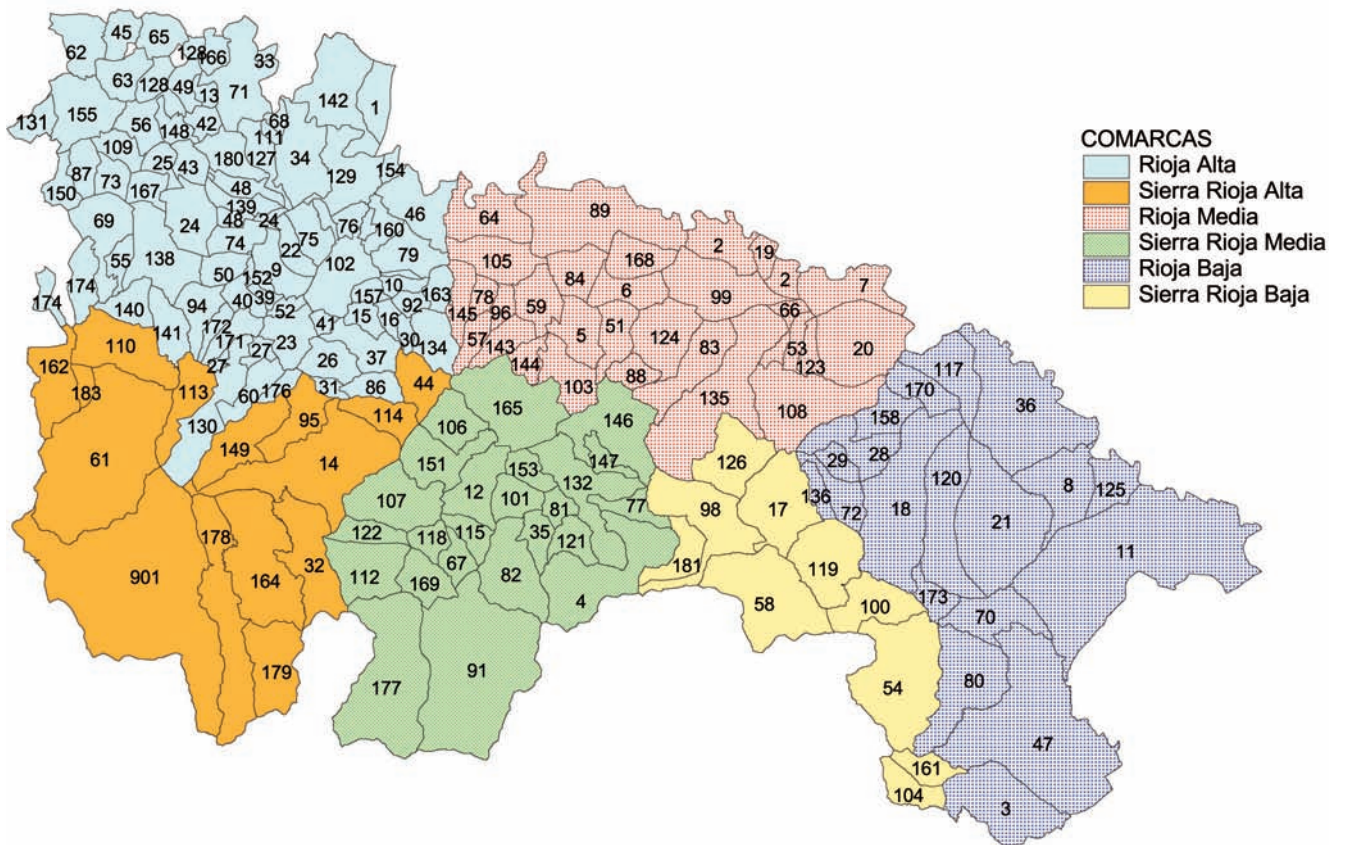 COMARCAS
Rioja Alta
Sierra Rioja Alta
Rioja Media
Sierra Rioja Media
Rioja Baja
Sierra Rioja Baja
62 45 65 128 166 33
63 128 49 13 71 142 1
131 155 56 148 42 68
109 111
87 25 43 180 127 34
150 73 167 48 129 154
69 24 139 48 24 76 46
160
55 138 74 22 75 79
174 174 50 152 9 102 10
140 94 40 39 52 157 92 163
141 172 171 23 41 15 16 30 134
27 27 26 37
60 176 31 86
130
162 110 183 113 44
95 114
61 149 14
901 178 164 32
179
64 89 2 19
105 84 168 2 7
78 59 6 99 66
145 96 5 51 124 83 53 20
57 143 144 88 123
103 135 108
165 146
106
151 153 132 147
107 12 101 81 77
122 118 115 35 121
112 67 82
169 4
177 91
126
98 17
181 119
58 100
54
161
104
117
170 36
158
29 28 120 8 125
136 72 18 21 11
173 70
80
47
3